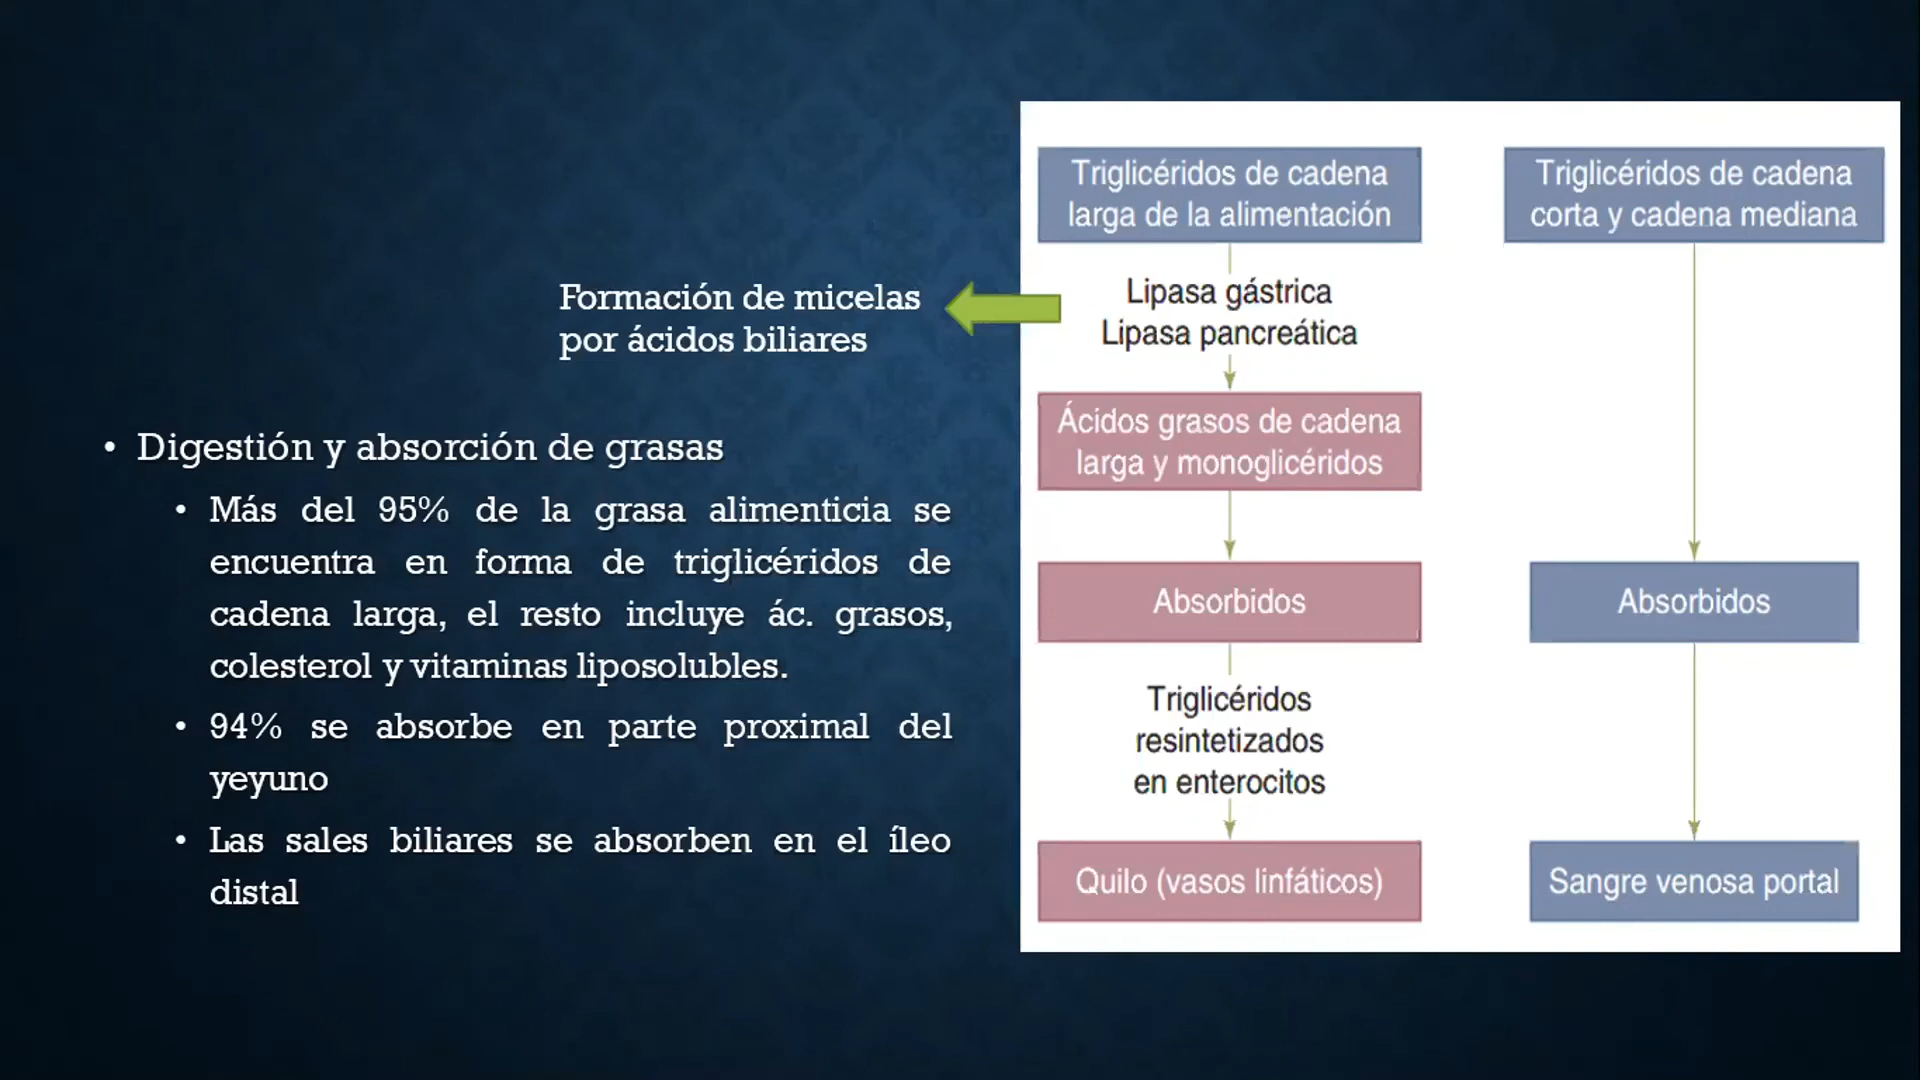 Formación de micelas
por ácidos biliares
• Digestión y absorción de grasas
• Más del 95% de la grasa alimenticia se
encuentra en forma de triglicéridos de
cadena larga, el resto incluye ác. grasos,
colesterol y vitaminas liposolubles.
• 94% se absorbe en parte proximal del
yeyuno
• Las sales biliares se absorben en el íleo
distal
Triglicéridos de cadena
larga de la alimentación
Lipasa gástrica
Lipasa pancreática
Ácidos grasos de cadena
larga y monoglicéridos
Absorbidos
Triglicéridos
resintetizados
en enterocitos
Quilo (vasos linfáticos)
Triglicéridos de cadena
corta y cadena mediana
Absorbidos
Sangre venosa portal